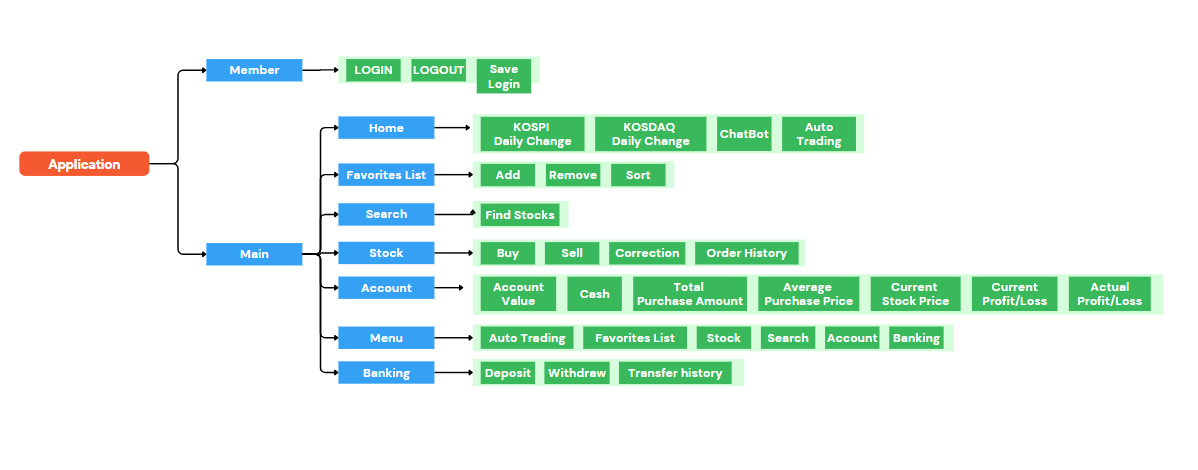 Application
Member
LOGIN
LOGOUT
Save
Login
Main
Home
KOSPI
Daily Change
KOSDAQ
Daily Change
ChatBot
Auto
Trading
Favorites List
Add
Remove
Sort
Search
Find Stocks
Stock
Buy
Sell
Correction
Order History
Account
Account
Value
Cash
Total
Purchase Amount
Average
Purchase Price
Current
Stock Price
Current
Profit/Loss
Actual
Profit/Loss
Menu
Auto Trading
Favorites List
Stock
Search
Account
Banking
Banking
Deposit
Withdraw
Transfer history